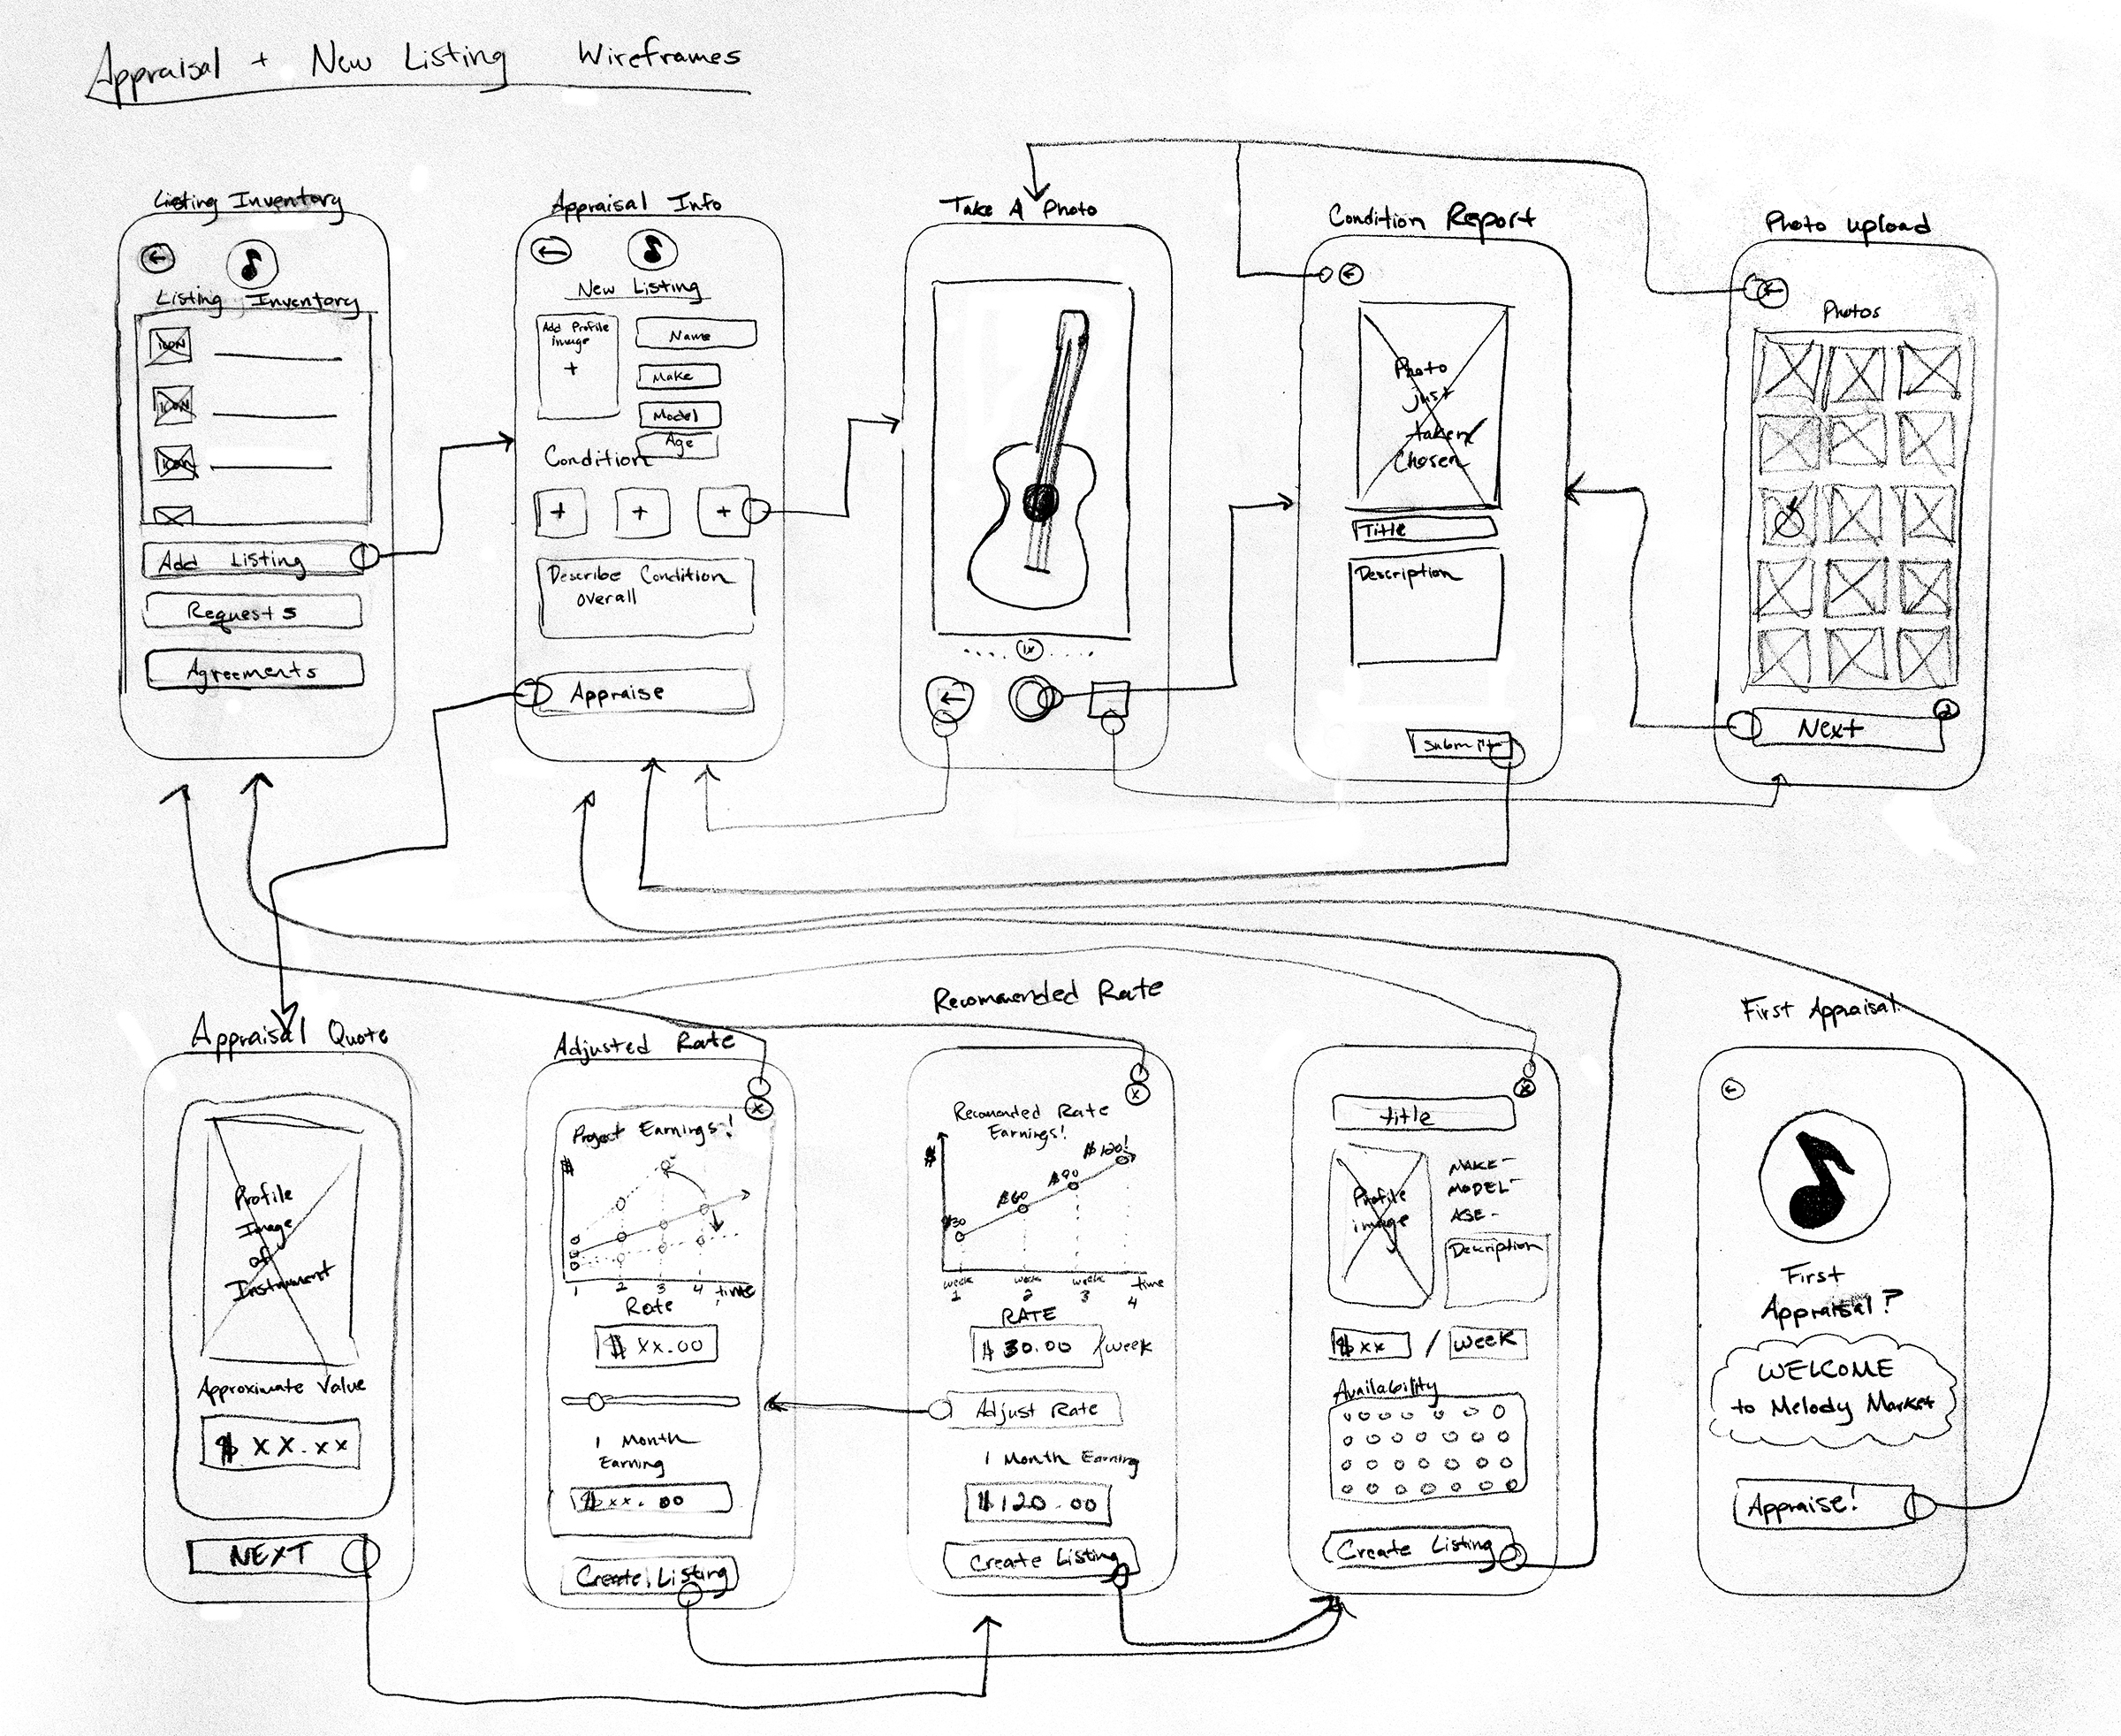 Appraisal + New Listing Wireframes
Listing Inventory
Listing Inventory
ICON
ICON
ICON
Add Listing
Requests
Agreements
Appraisal Info
New Listing
Add Profile
image
+
Name
Make
Model
Age
Condition
+ + +
Describe Condition
overall
Appraise
Take A Photo
1x
Condition Report
Photo
just
taken/
Chosen
Title
Description
Submit
Photo Upload
Photos
Next
Appraisal Quote
Profile
Image
of
Instrument
Approximate Value
$ XX.XX
NEXT
Adjusted Rate
Project Earnings!
$
1 2 3 4 time
Rate
$ XX.00
1 Month
Earning
$xx.00
Create Listing
Recommended Rate
x
Recomended Rate
Earnings!
$
$30
$60
$90
$120!
week
1
week
2
week
3
4
time
RATE
$ 30.00 /week
Adjust Rate
1 Month Earning
$120.00
Create Listing
x
title
Profile
image
MAKE-
MODEL-
AGE-
Description
$xx / WEEK
Availability
Create Listing
First Appraisal
First
Appraisal?
WELCOME
to Melody Market
Appraise!